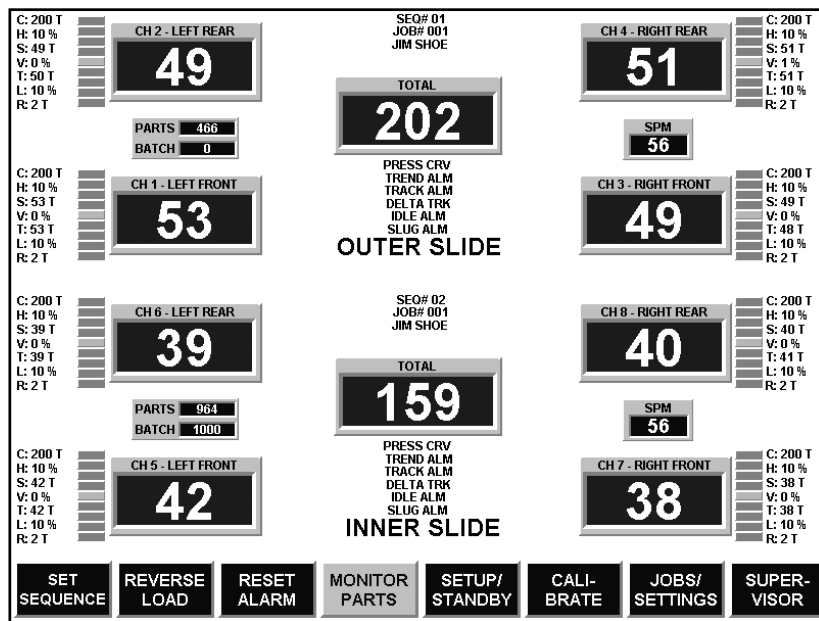 C: 200 T
H: 10 %
S: 49 T
V: 0 %
T: 50 T
L: 10 %
R: 2 T
CH 2 - LEFT REAR
49
SEQ# 01
JOB# 001
JIM SHOE
TOTAL
202
CH 4 - RIGHT REAR
51
C: 200 T
H: 10 %
S: 51 T
V: 1 %
T: 51 T
L: 10 %
R: 2 T
PARTS 466
BATCH 0
SPM
56
C: 200 T
H: 10 %
S: 53 T
V: 0 %
T: 53 T
L: 10 %
R: 2 T
CH 1 - LEFT FRONT
53
PRESS CRV
TREND ALM
TRACK ALM
DELTA TRK
IDLE ALM
SLUG ALM
OUTER SLIDE
CH 3 - RIGHT FRONT
49
C: 200 T
H: 10 %
S: 49 T
V: 0 %
T: 48 T
L: 10 %
R: 2 T
C: 200 T
H: 10 %
S: 39 T
V: 0 %
T: 39 T
L: 10 %
R: 2 T
CH 6 - LEFT REAR
39
SEQ# 02
JOB# 001
JIM SHOE
TOTAL
159
CH 8 - RIGHT REAR
40
C: 200 T
H: 10 %
S: 40 T
V: 0 %
T: 41 T
L: 10 %
R: 2 T
PARTS 964
BATCH 1000
SPM
56
C: 200 T
H: 10 %
S: 42 T
V: 0 %
T: 42 T
L: 10 %
R: 2 T
CH 5 - LEFT FRONT
42
PRESS CRV
TREND ALM
TRACK ALM
DELTA TRK
IDLE ALM
SLUG ALM
INNER SLIDE
CH 7 - RIGHT FRONT
38
C: 200 T
H: 10 %
S: 38 T
V: 0 %
T: 38 T
L: 10 %
R: 2 T
SET
SEQUENCE
REVERSE
LOAD
RESET
ALARM
MONITOR
PARTS
SETUP/
STANDBY
CALI-
BRATE
JOBS/
SETTINGS
SUPER-
VISOR